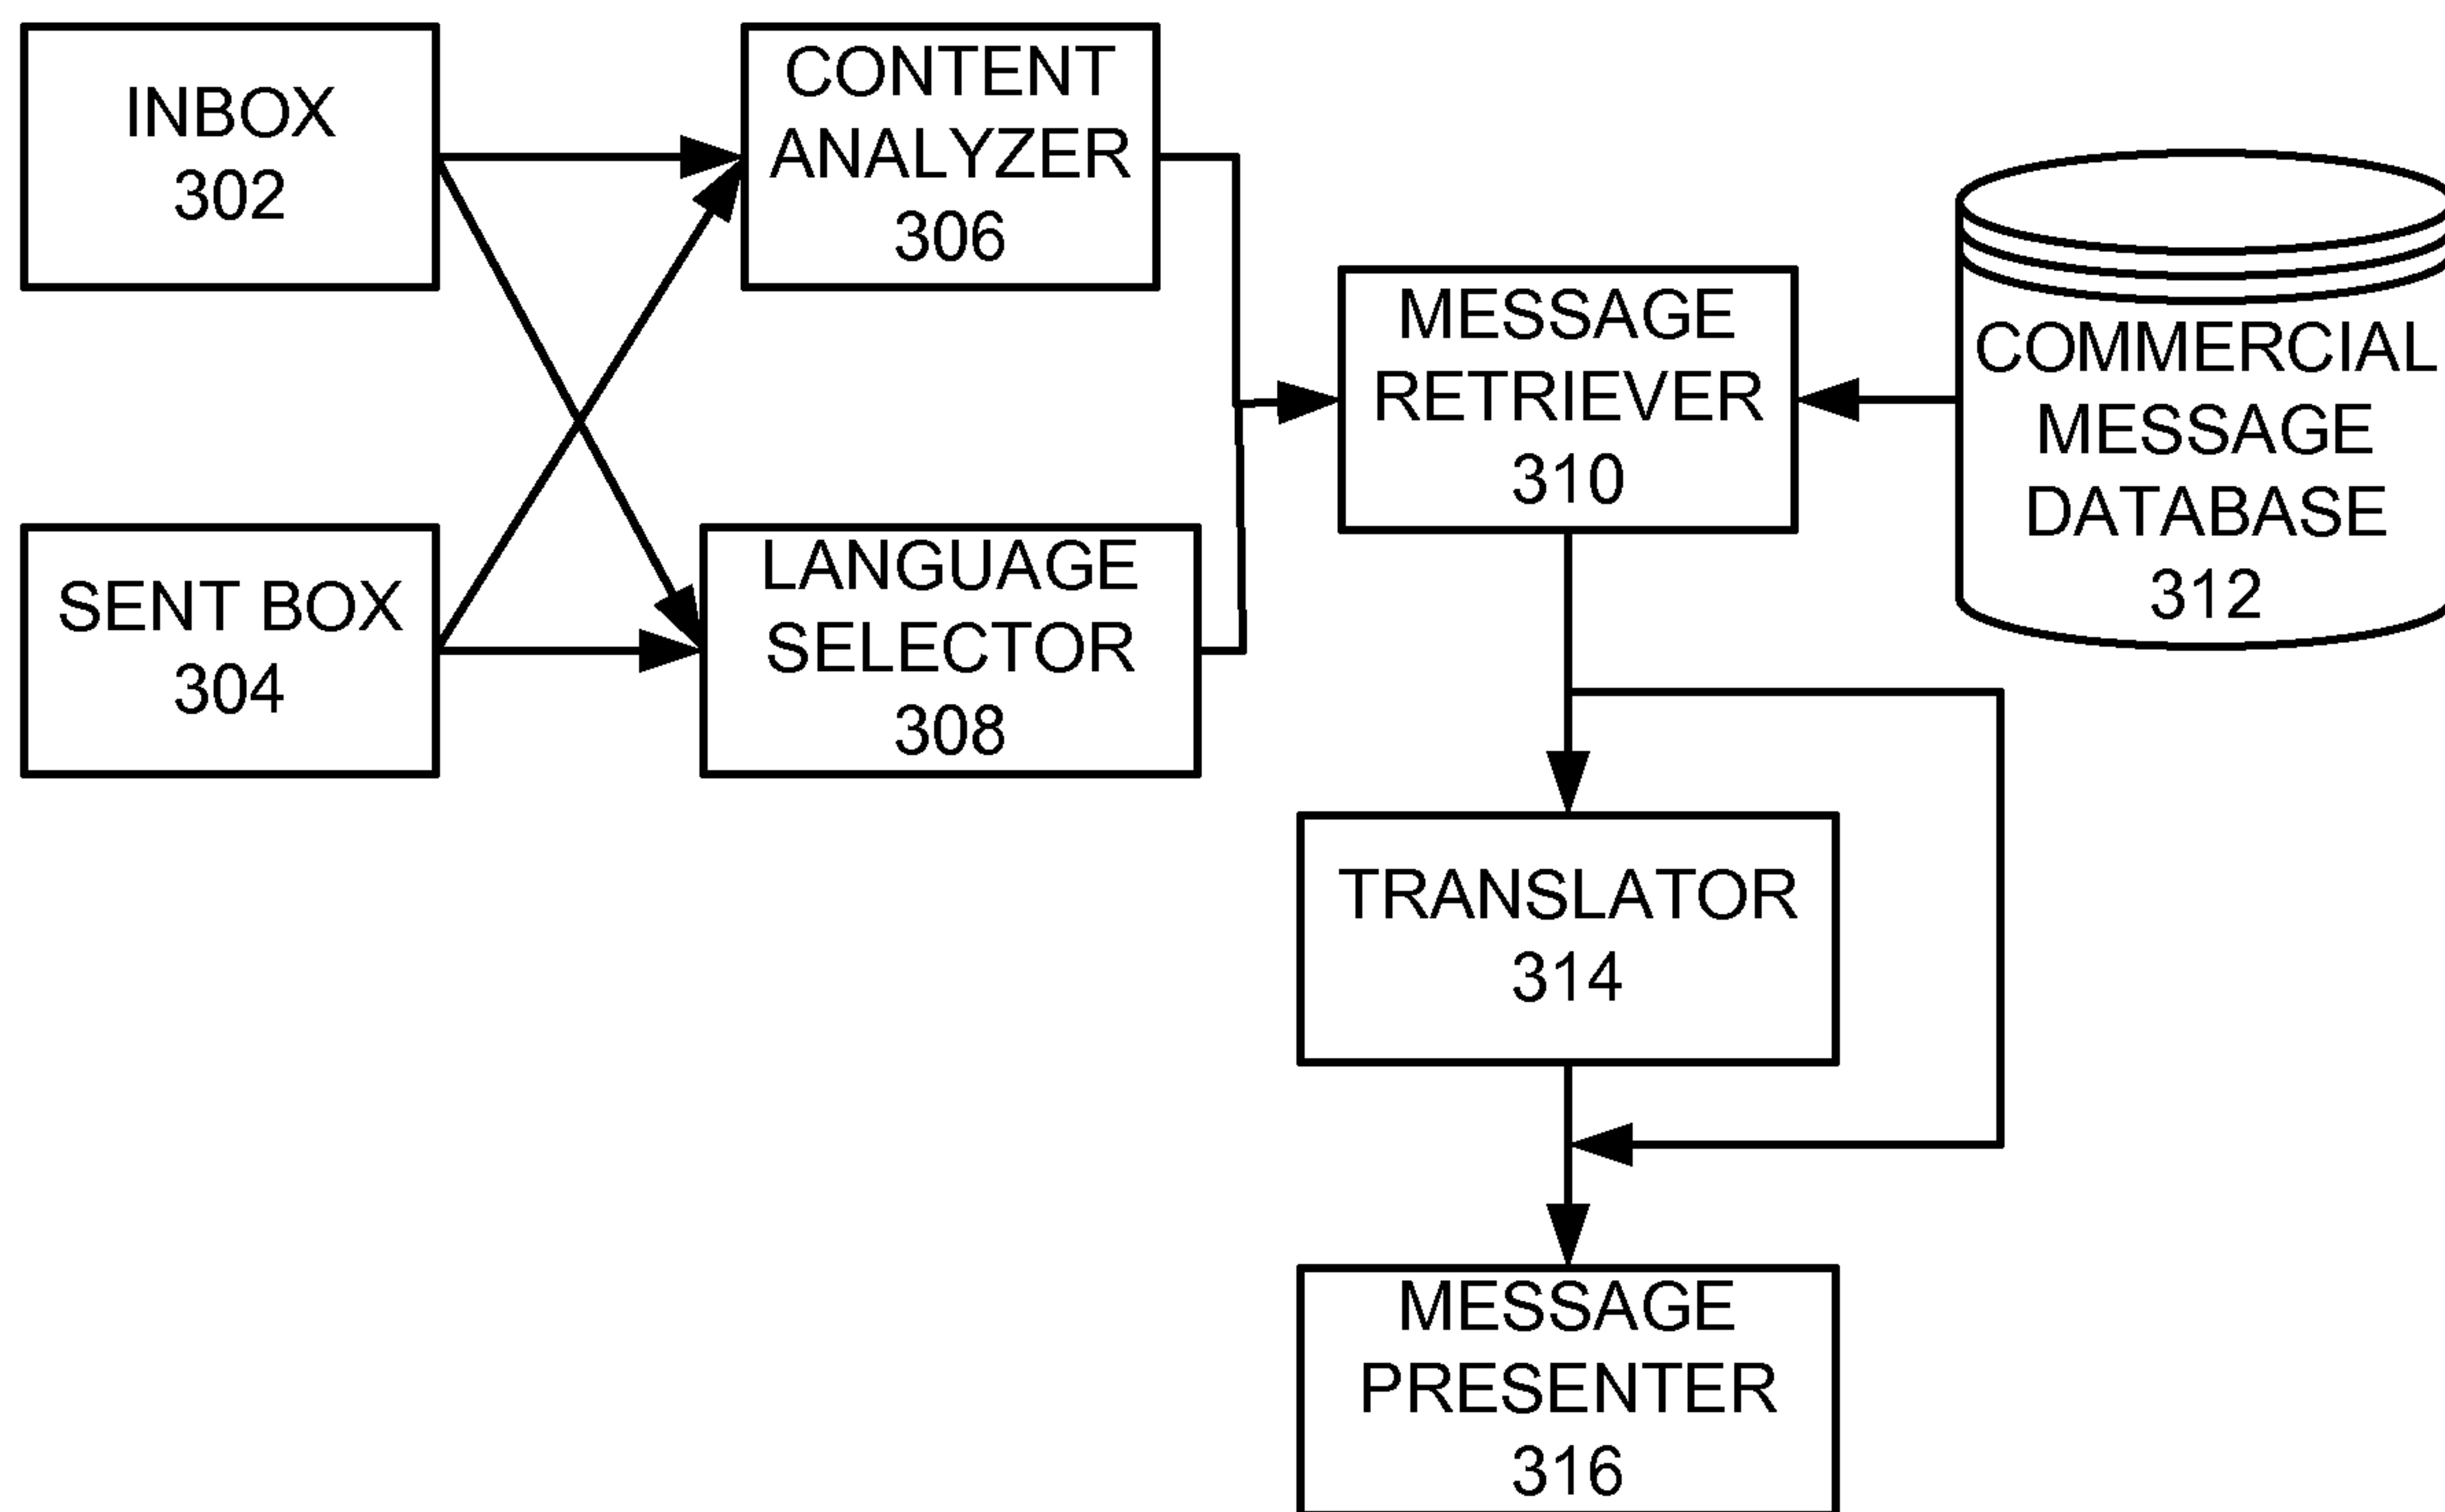 INBOX
302
CONTENT
ANALYZER
306
SENT BOX
304
LANGUAGE
SELECTOR
308
MESSAGE
RETRIEVER
310
COMMERCIAL
MESSAGE
DATABASE
312
TRANSLATOR
314
MESSAGE
PRESENTER
316